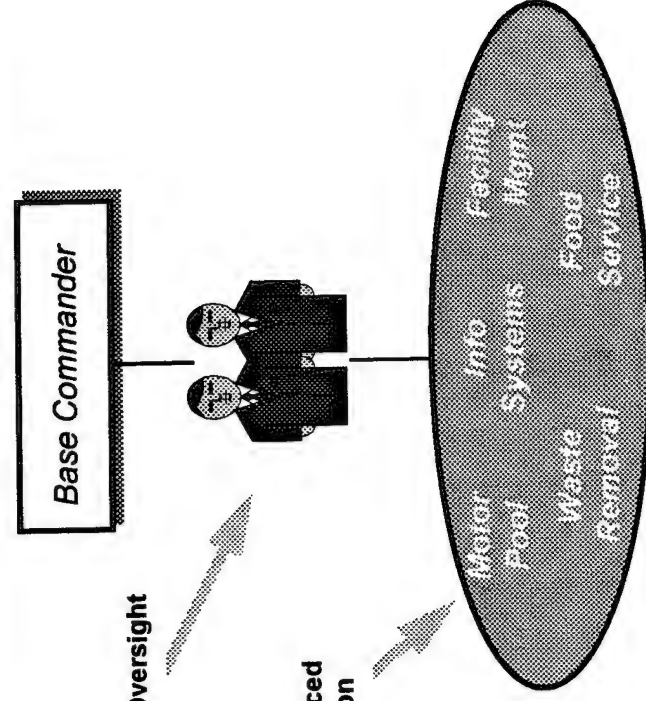 Base Commander
Oversight
Motor
Pool
Info
Systems
Facility
Mgmt
Waste
Removal
Food
Service